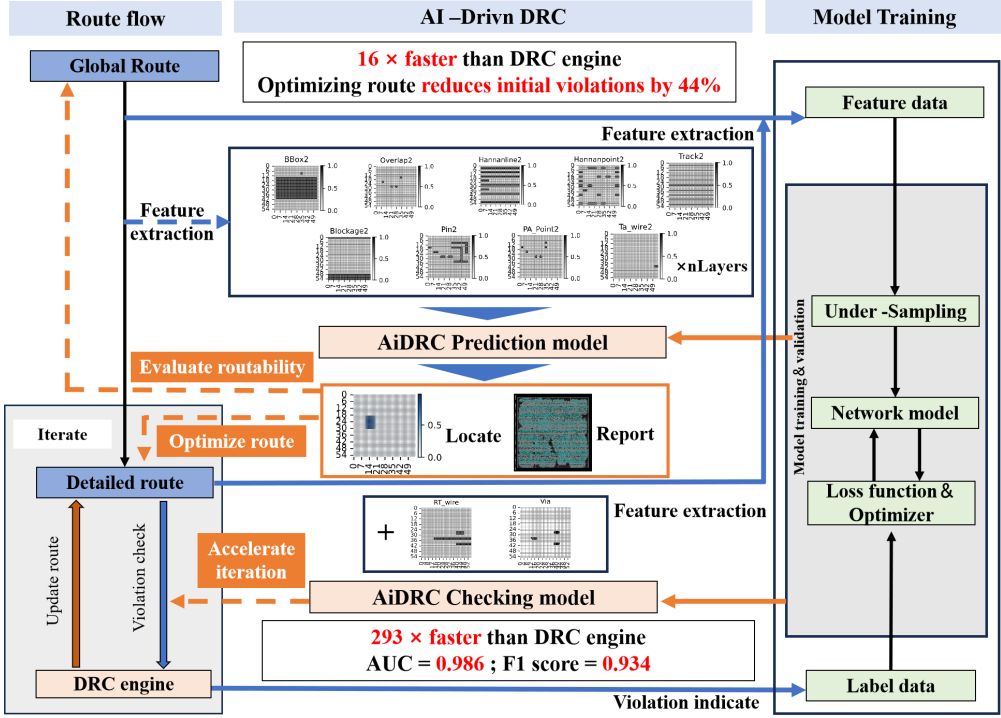 Route flow
AI –Drivn DRC
Model Training
Global Route
16 × faster than DRC engine
Optimizing route reduces initial violations by 44%
Feature extraction
Feature data
BBox2
Overlap2
Hannanline2
Hannanpoint2
Track2
Feature
extraction
Blockage2
Pin2
PA_Point2
Ta_wire2
×nLayers
Under -Sampling
AiDRC Prediction model
Model training & validation
Evaluate routability
Network model
Iterate
Optimize route
Locate
Report
Detailed route
Loss function &
Optimizer
RT_wire
Via
Feature extraction
+
Accelerate
iteration
Update route
Violation check
AiDRC Checking model
293 × faster than DRC engine
AUC = 0.986 ; F1 score = 0.934
DRC engine
Violation indicate
Label data